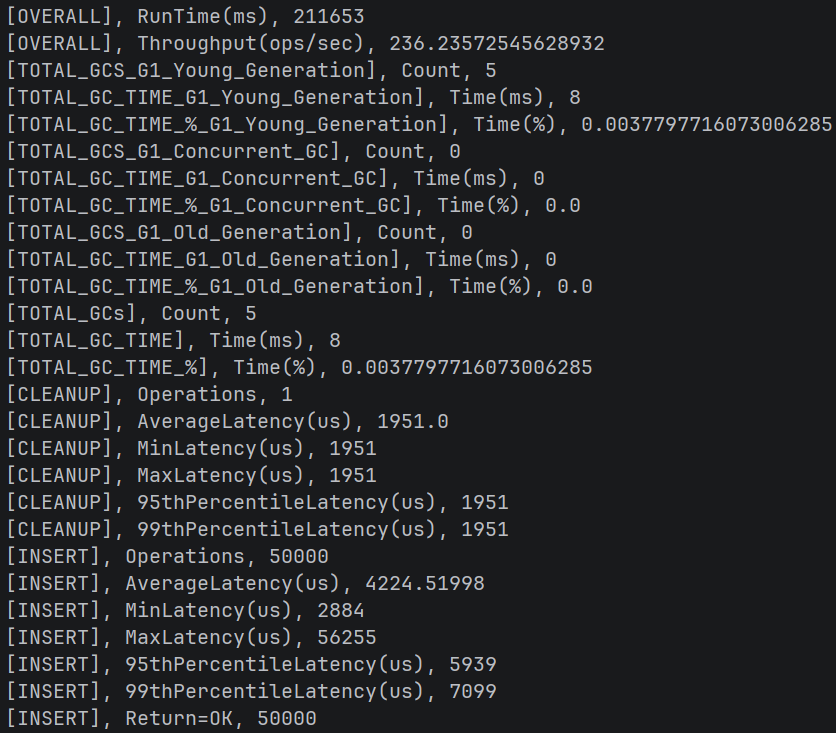 [OVERALL], RunTime(ms), 211653
[OVERALL], Throughput(ops/sec), 236.23572545628932
[TOTAL_GCS_G1_Young_Generation], Count, 5
[TOTAL_GC_TIME_G1_Young_Generation], Time(ms), 8
[TOTAL_GC_TIME_%_G1_Young_Generation], Time(%), 0.0037797716073006285
[TOTAL_GCS_G1_Concurrent_GC], Count, 0
[TOTAL_GC_TIME_G1_Concurrent_GC], Time(ms), 0
[TOTAL_GC_TIME_%_G1_Concurrent_GC], Time(%), 0.0
[TOTAL_GCS_G1_Old_Generation], Count, 0
[TOTAL_GC_TIME_G1_Old_Generation], Time(ms), 0
[TOTAL_GC_TIME_%_G1_Old_Generation], Time(%), 0.0
[TOTAL_GCs], Count, 5
[TOTAL_GC_TIME], Time(ms), 8
[TOTAL_GC_TIME_%], Time(%), 0.0037797716073006285
[CLEANUP], Operations, 1
[CLEANUP], AverageLatency(us), 1951.0
[CLEANUP], MinLatency(us), 1951
[CLEANUP], MaxLatency(us), 1951
[CLEANUP], 95thPercentileLatency(us), 1951
[CLEANUP], 99thPercentileLatency(us), 1951
[INSERT], Operations, 50000
[INSERT], AverageLatency(us), 4224.51998
[INSERT], MinLatency(us), 2884
[INSERT], MaxLatency(us), 56255
[INSERT], 95thPercentileLatency(us), 5939
[INSERT], 99thPercentileLatency(us), 7099
[INSERT], Return=OK, 50000